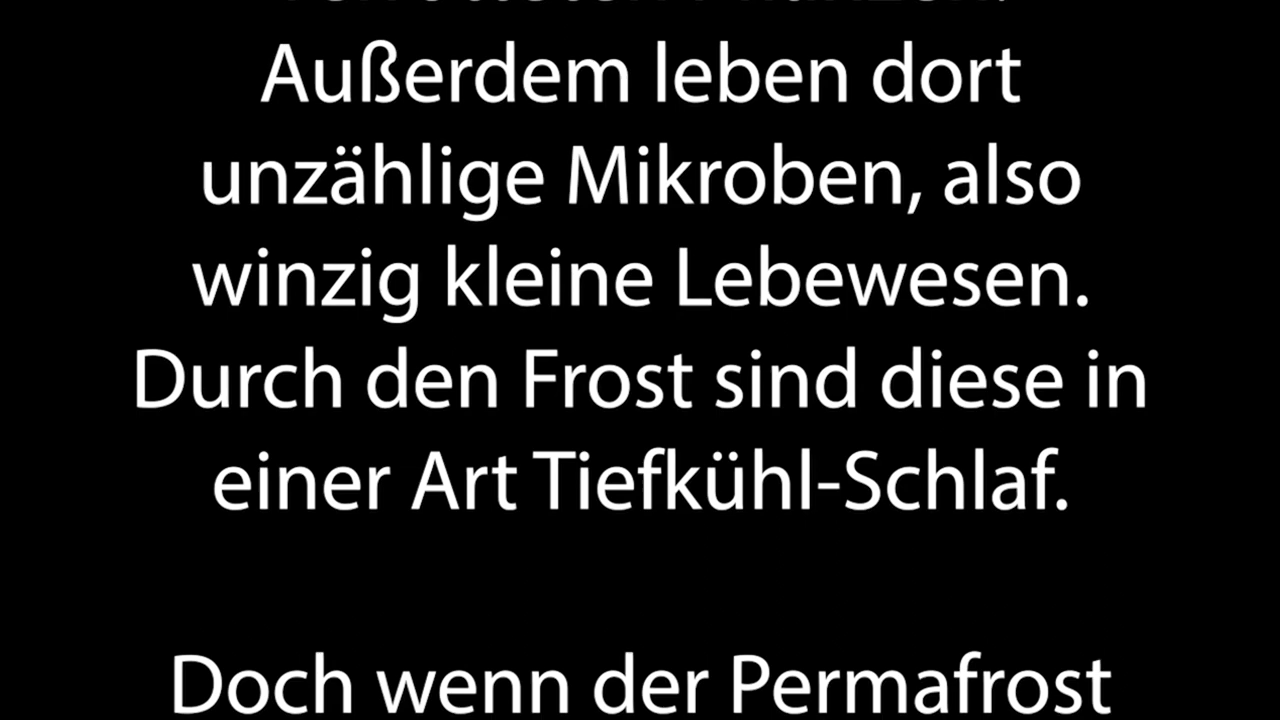 Außerdem leben dort
unzählige Mikroben, also
winzig kleine Lebewesen.
Durch den Frost sind diese in
einer Art Tiefkühl-Schlaf.
Doch wenn der Permafrost